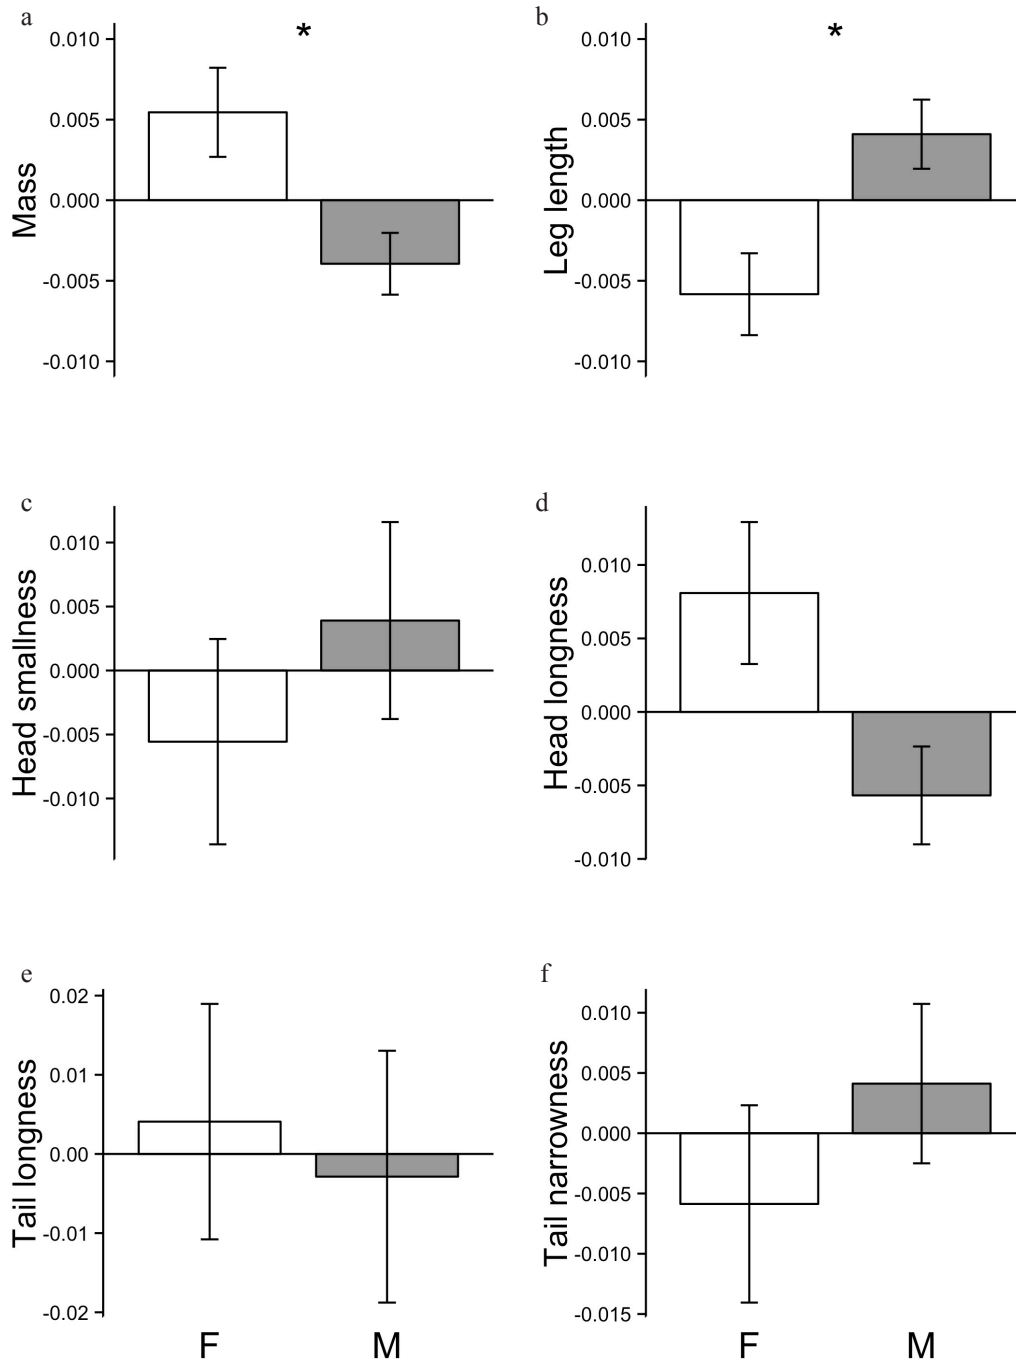 a
0.010
*
0.005
0.000
-0.005
-0.010
Mass
b
0.010
*
0.005
0.000
-0.005
-0.010
Leg length
c
0.010
0.005
0.000
-0.005
-0.010
Head smallness
d
0.010
0.005
0.000
-0.005
-0.010
Head longness
e
0.02
0.01
0.00
-0.01
-0.02
Tail longness
F
M
f
0.010
0.005
0.000
-0.005
-0.010
-0.015
Tail narrowness
F
M